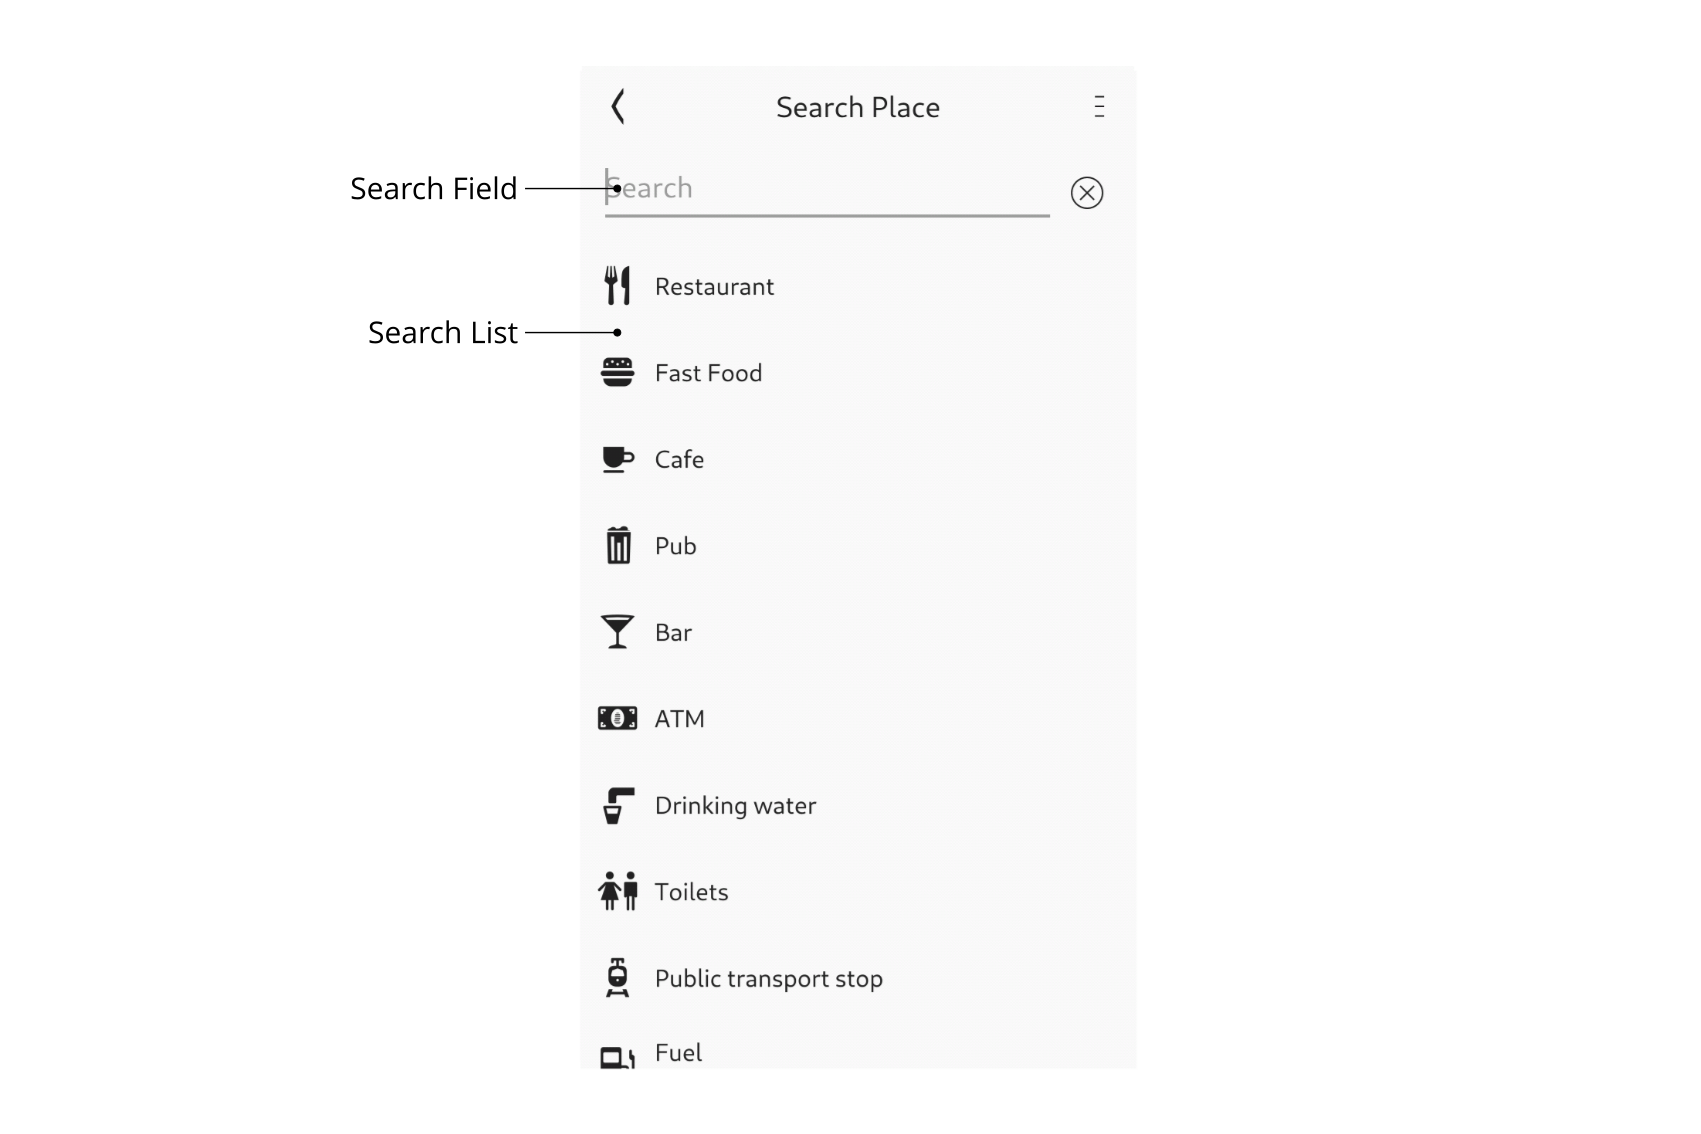 Search Place
Search Field
Search
Restaurant
Search List
Fast Food
Cafe
Pub
Bar
ATM
Drinking water
Toilets
Public transport stop
Fuel